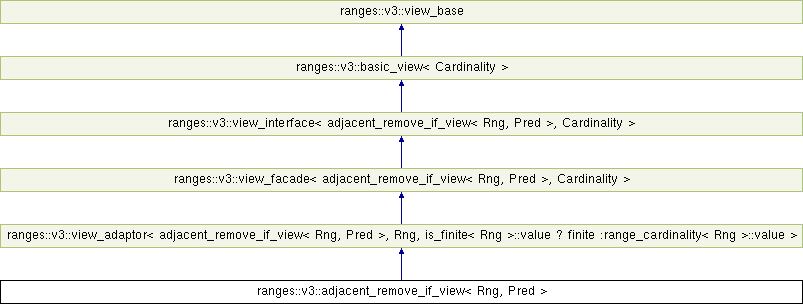 ranges::v3::view_base
ranges::v3::basic_view< Cardinality >
ranges::v3::view_interface< adjacent_remove_if_view< Rng, Pred >, Cardinality >
ranges::v3::view_facade< adjacent_remove_if_view< Rng, Pred >, Cardinality >
ranges::v3::view_adaptor< adjacent_remove_if_view< Rng, Pred >, Rng, is_finite< Rng >::value ? finite :range_cardinality< Rng >::value >
ranges::v3::adjacent_remove_if_view< Rng, Pred >